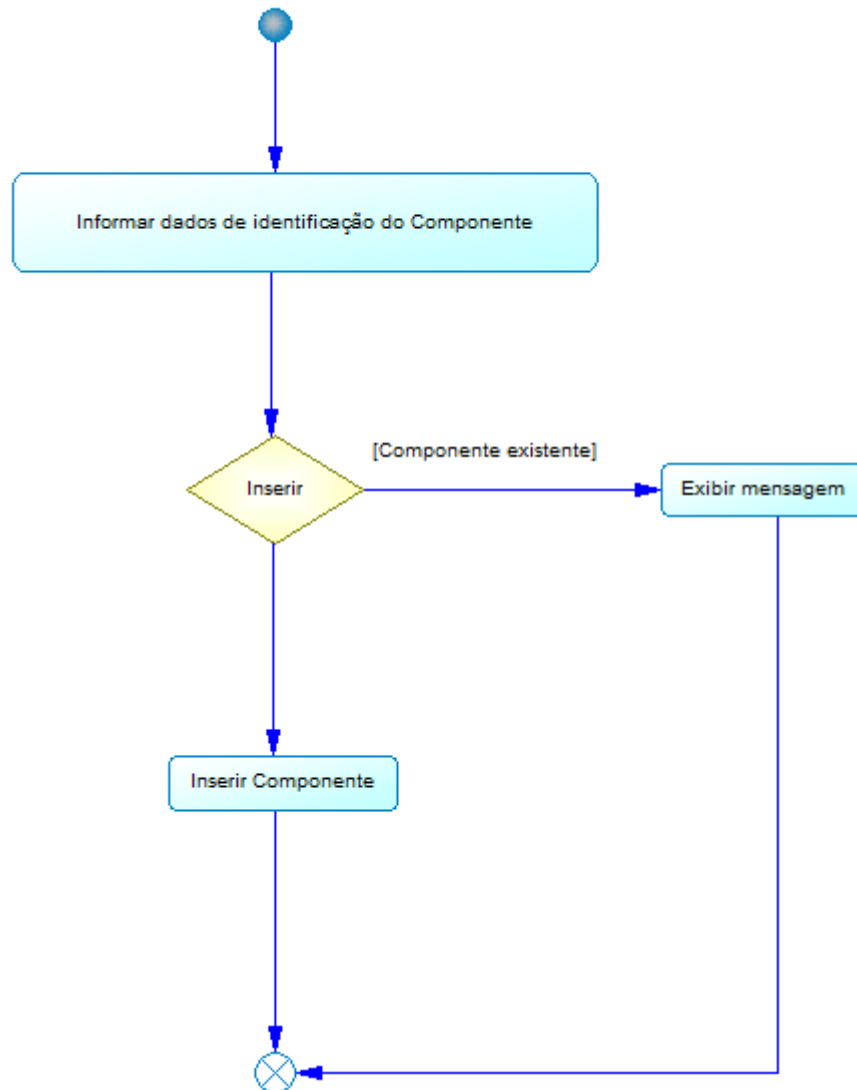 Informar dados de identificação do Componente
[Componente existente]
Inserir
Exibir mensagem
Inserir Componente